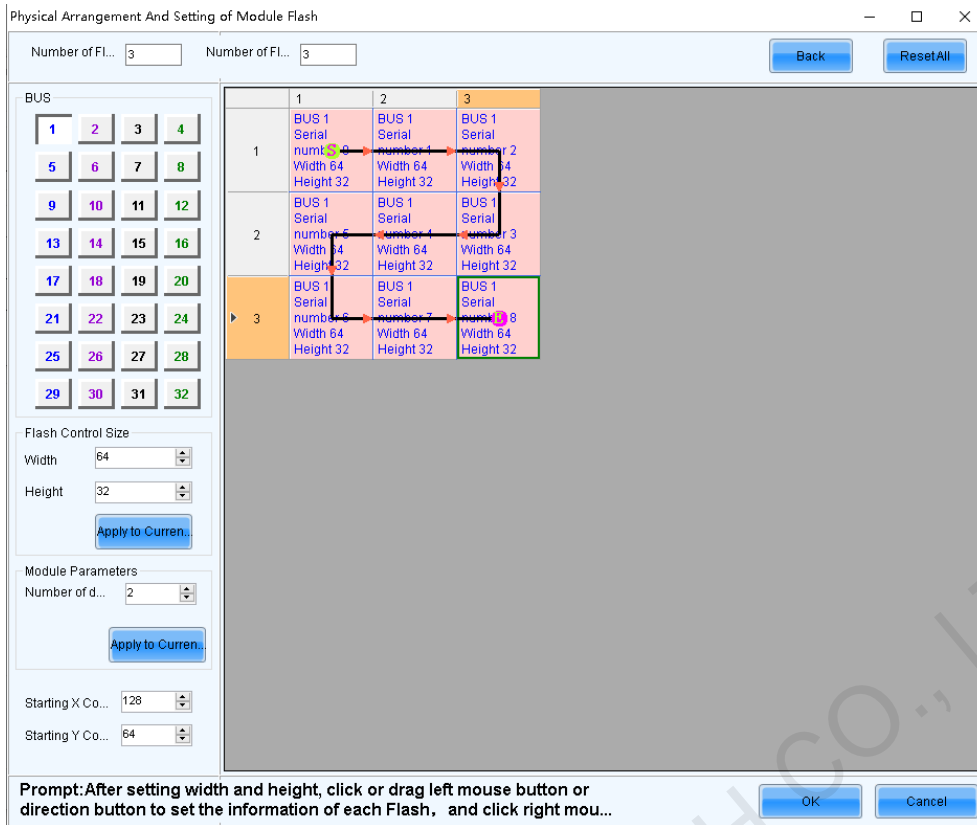 Physical Arrangement And Setting of Module Flash
Number of Fl... 3 Number of Fl... 3 Back ResetAll
BUS
1 2 3 4
5 6 7 8
9 10 11 12
13 14 15 16
17 18 19 20
21 22 23 24
25 26 27 28
29 30 31 32
Flash Control Size
Width 64
Height 32
Apply to Curren...
Module Parameters
Number of d... 2
Apply to Curren...
Starting X Co... 128
Starting Y Co... 64
1 2 3
1
BUS 1 BUS 1 BUS 1
Serial Serial Serial
number 0 number 1 number 2
Width 64 Width 64 Width 64
Height 32 Height 32 Height 32
2
BUS 1 BUS 1 BUS 1
Serial Serial Serial
number 5 number 4 number 3
Width 64 Width 64 Width 64
Height 32 Height 32 Height 32
3
BUS 1 BUS 1 BUS 1
Serial Serial Serial
number 6 number 7 number 8
Width 64 Width 64 Width 64
Height 32 Height 32 Height 32
S
E
Prompt:After setting width and height, click or drag left mouse button or
direction button to set the information of each Flash, and click right mou...
OK Cancel
CO.,